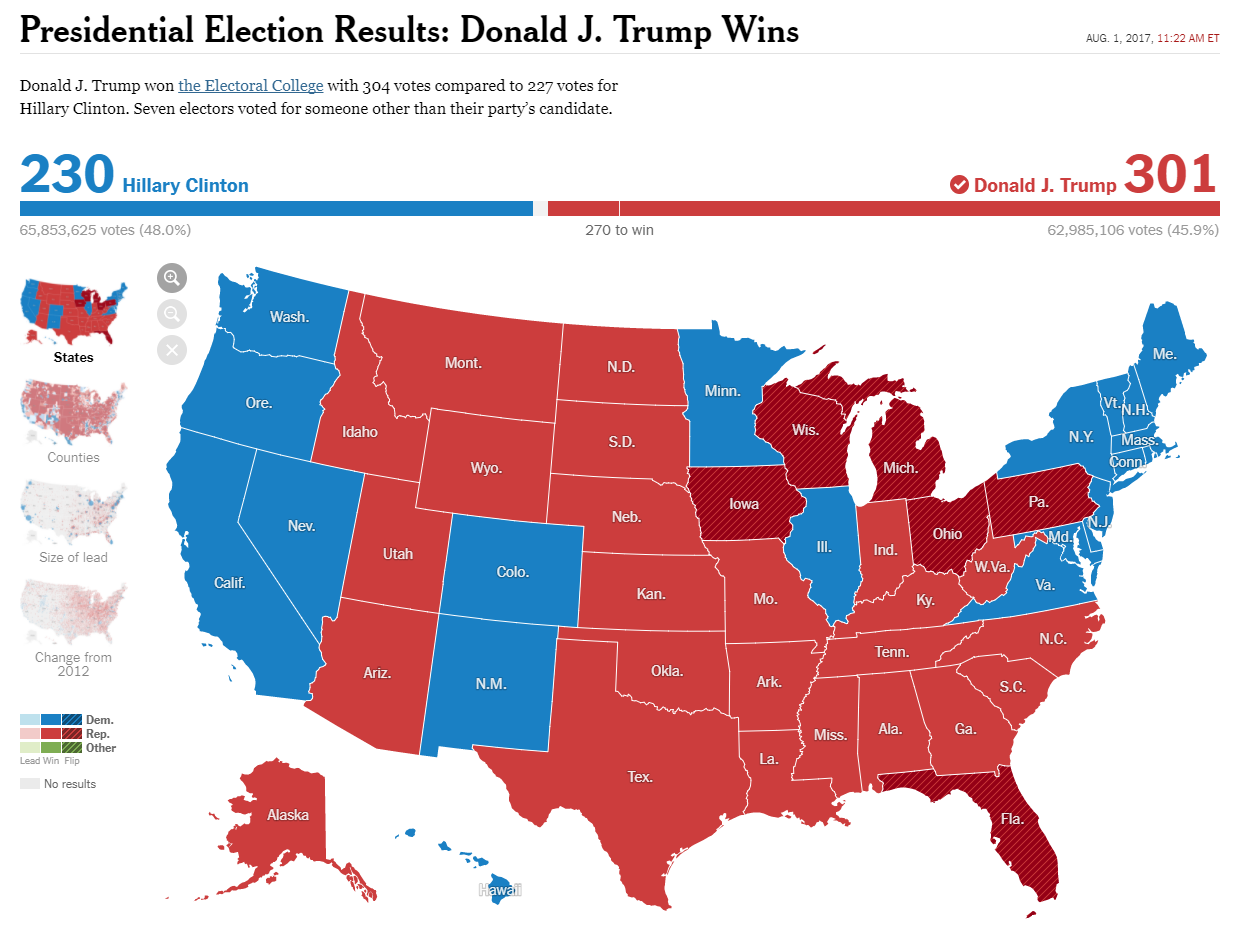 Presidential Election Results: Donald J. Trump Wins
AUG. 1, 2017, 11:22 AM ET
Donald J. Trump won the Electoral College with 304 votes compared to 227 votes for
Hillary Clinton. Seven electors voted for someone other than their party’s candidate.
230 Hillary Clinton
Donald J. Trump 301
65,853,625 votes (48.0%)
270 to win
62,985,106 votes (45.9%)
States
Counties
Size of lead
Change from
2012
Dem.
Rep.
Other
Lead Win Flip
No results
Wash.
Mont.
N.D.
Minn.
Me.
Ore.
Idaho
S.D.
Wis.
Vt.
N.H.
Wyo.
Mich.
N.Y.
Mass.
Conn.
Nev.
Neb.
Iowa
Pa.
N.J.
Utah
Colo.
Ill.
Ind.
Ohio
Md.
Calif.
Kan.
Mo.
W.Va.
Va.
Ky.
Ariz.
N.M.
Okla.
Ark.
Tenn.
N.C.
S.C.
Tex.
La.
Miss.
Ala.
Ga.
Alaska
Fla.
Hawaii